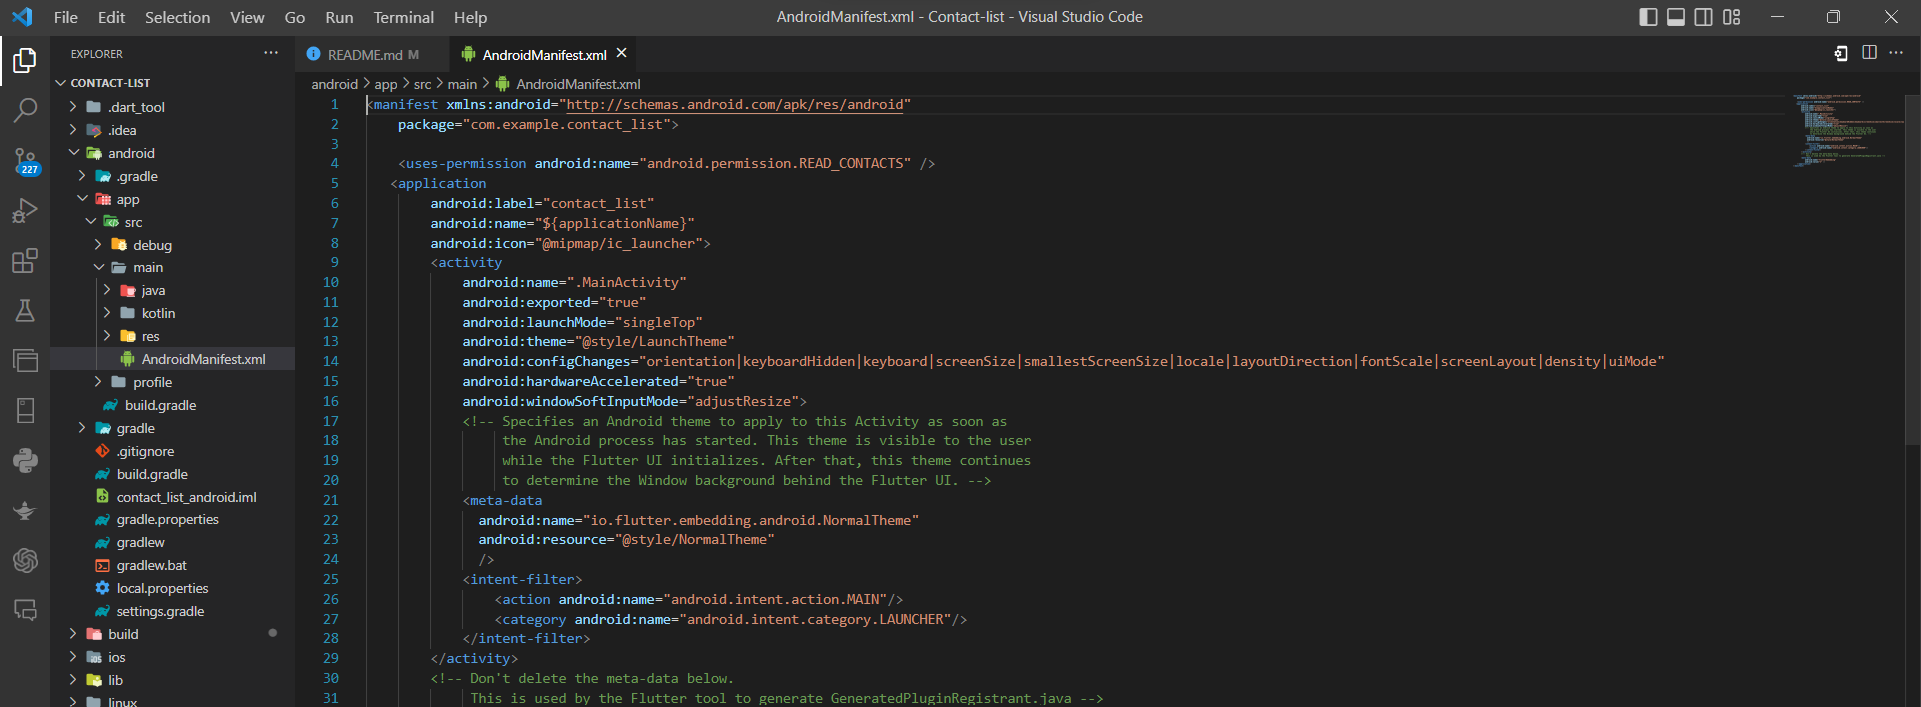 File Edit Selection View Go Run Terminal Help
AndroidManifest.xml - Contact-list - Visual Studio Code
EXPLORER
CONTACT-LIST
.dart_tool
.idea
android
.gradle
app
src
debug
main
java
kotlin
res
AndroidManifest.xml
profile
build.gradle
gradle
.gitignore
build.gradle
contact_list_android.iml
gradle.properties
gradlew
gradlew.bat
local.properties
settings.gradle
build
ios
lib
linux
227
README.md M
AndroidManifest.xml
android > app > src > main > AndroidManifest.xml
1 <manifest xmlns:android="http://schemas.android.com/apk/res/android"
2 package="com.example.contact_list">
3
4 <uses-permission android:name="android.permission.READ_CONTACTS" />
5 <application
6 android:label="contact_list"
7 android:name="${applicationName}"
8 android:icon="@mipmap/ic_launcher">
9 <activity
10 android:name=".MainActivity"
11 android:exported="true"
12 android:launchMode="singleTop"
13 android:theme="@style/LaunchTheme"
14 android:configChanges="orientation|keyboardHidden|keyboard|screenSize|smallestScreenSize|locale|layoutDirection|fontScale|screenLayout|density|uiMode"
15 android:hardwareAccelerated="true"
16 android:windowSoftInputMode="adjustResize">
17 <!-- Specifies an Android theme to apply to this Activity as soon as
18 the Android process has started. This theme is visible to the user
19 while the Flutter UI initializes. After that, this theme continues
20 to determine the Window background behind the Flutter UI. -->
21 <meta-data
22 android:name="io.flutter.embedding.android.NormalTheme"
23 android:resource="@style/NormalTheme"
24 />
25 <intent-filter>
26 <action android:name="android.intent.action.MAIN"/>
27 <category android:name="android.intent.category.LAUNCHER"/>
28 </intent-filter>
29 </activity>
30 <!-- Don't delete the meta-data below.
31 This is used by the Flutter tool to generate GeneratedPluginRegistrant.java -->